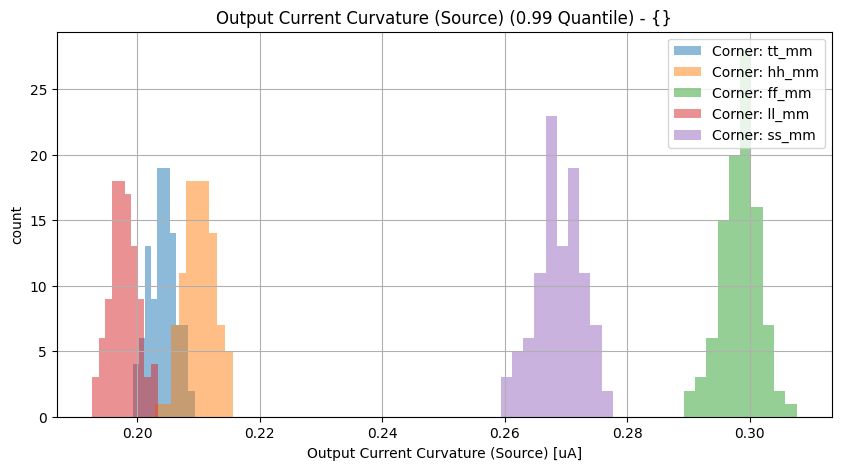 Output Current Curvature (Source) (0.99 Quantile) - {}
count
25
20
15
10
5
0
0.20
0.22
0.24
0.26
0.28
0.30
Output Current Curvature (Source) [uA]
Corner: tt_mm
Corner: hh_mm
Corner: ff_mm
Corner: ll_mm
Corner: ss_mm